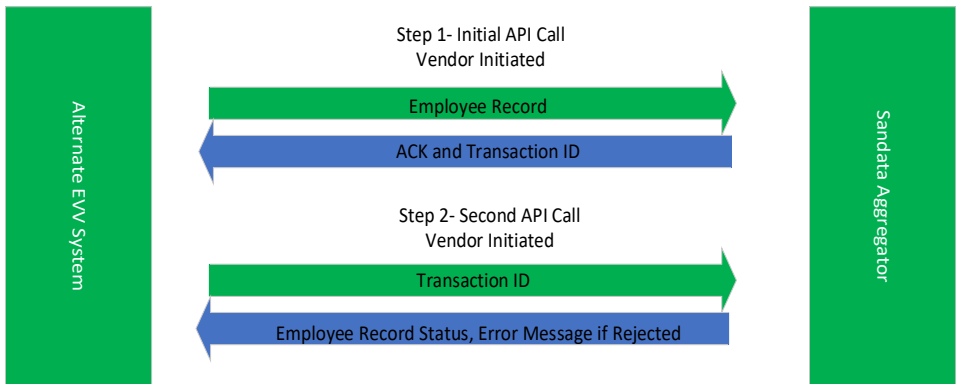 Alternate EVV System
Step 1- Initial API Call
Vendor Initiated
Employee Record
ACK and Transaction ID
Step 2- Second API Call
Vendor Initiated
Transaction ID
Employee Record Status, Error Message if Rejected
Sandata Aggregator